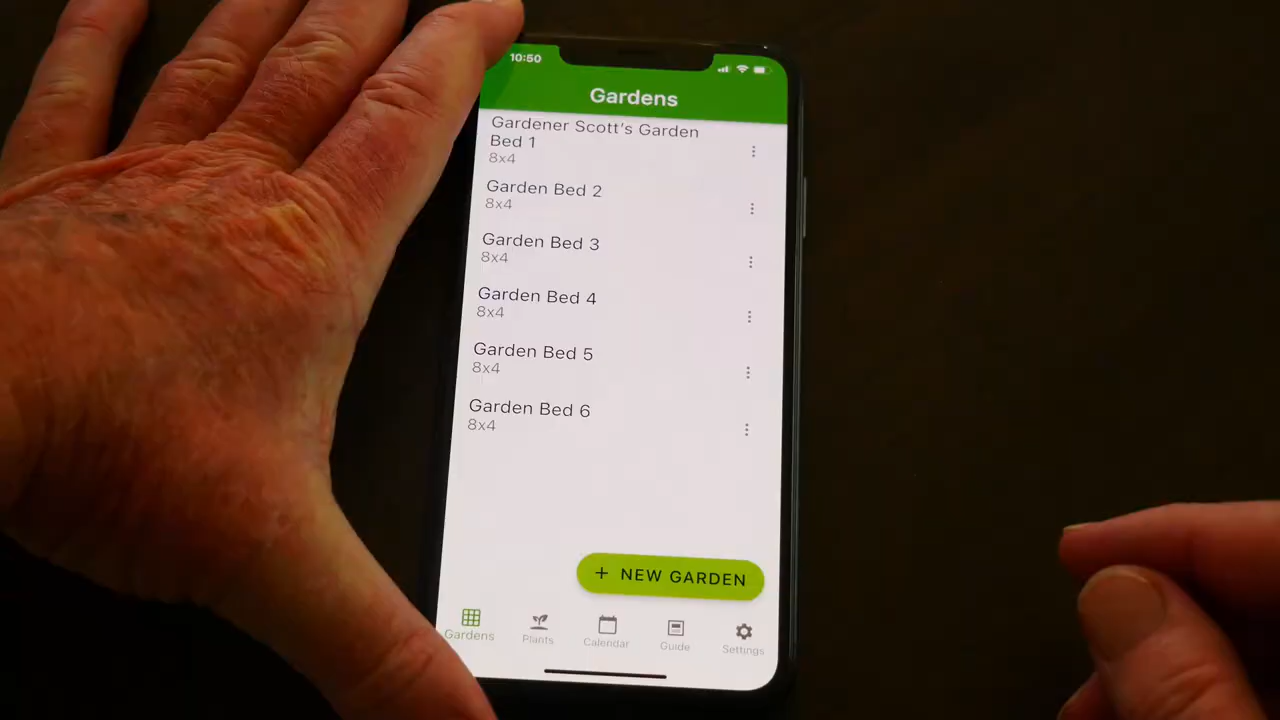 10:50
Gardens
Gardener Scott's Garden
Bed 1
8x4
Garden Bed 2
8x4
Garden Bed 3
8x4
Garden Bed 4
8x4
Garden Bed 5
8x4
Garden Bed 6
8x4
+ NEW GARDEN
Gardens Plants Calendar Guide Settings